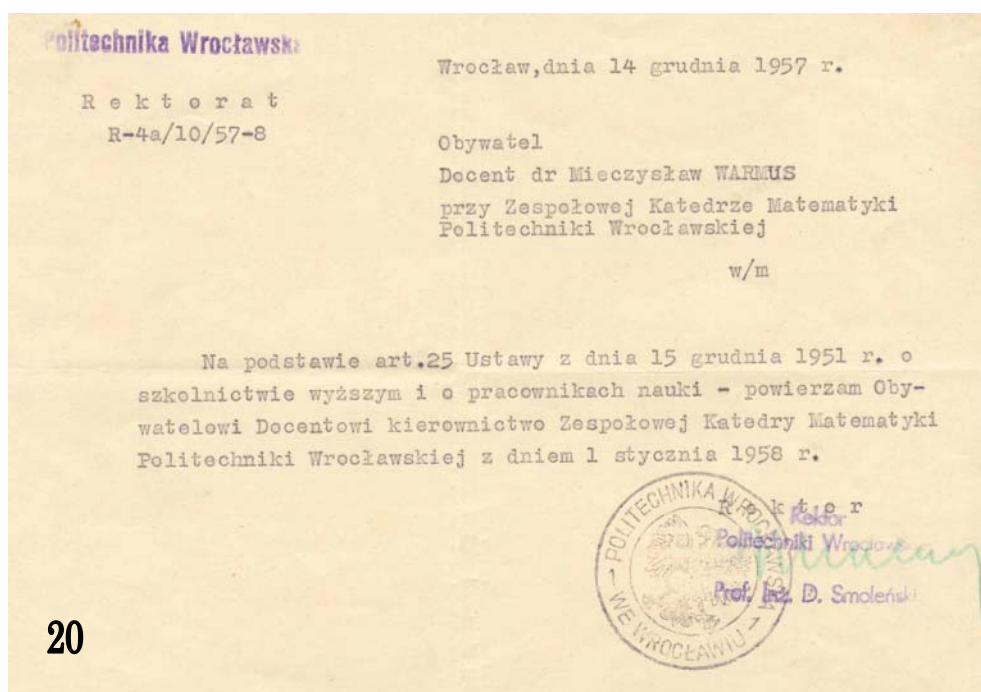 Politechnika Wrocławska
Wrocław,dnia 14 grudnia 1957 r.
R e k t o r a t
R-4a/10/57-8
Obywatel
Docent dr Mieczysław WARMUS
przy Zespołowej Katedrze Matematyki
Politechniki Wrocławskiej
w/m
Na podstawie art.25 Ustawy z dnia 15 grudnia 1951 r. o
szkolnictwie wyższym i o pracownikach nauki - powierzam Oby-
watelowi Docentowi kierownictwo Zespołowej Katedry Matematyki
Politechniki Wrocławskiej z dniem 1 stycznia 1958 r.
R e k t o r
Rektor
Politechniki Wrocławskiej
Prof. Inż. D. Smoleński
POLITECHNIKA WROCŁAWSKA
1 WE WROCŁAWIU 1
20